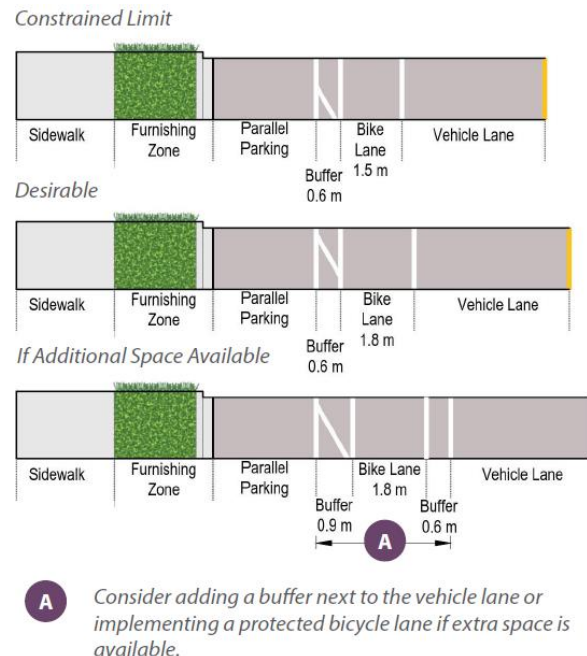 Constrained Limit
Sidewalk
Furnishing
Zone
Parallel
Parking
Buffer
0.6 m
Bike
Lane
1.5 m
Vehicle Lane
Desirable
Sidewalk
Furnishing
Zone
Parallel
Parking
Buffer
0.6 m
Bike
Lane
1.8 m
Vehicle Lane
If Additional Space Available
Sidewalk
Furnishing
Zone
Parallel
Parking
Buffer
0.9 m
Bike Lane
1.8 m
Buffer
0.6 m
Vehicle Lane
A
A
Consider adding a buffer next to the vehicle lane or
implementing a protected bicycle lane if extra space is
available.